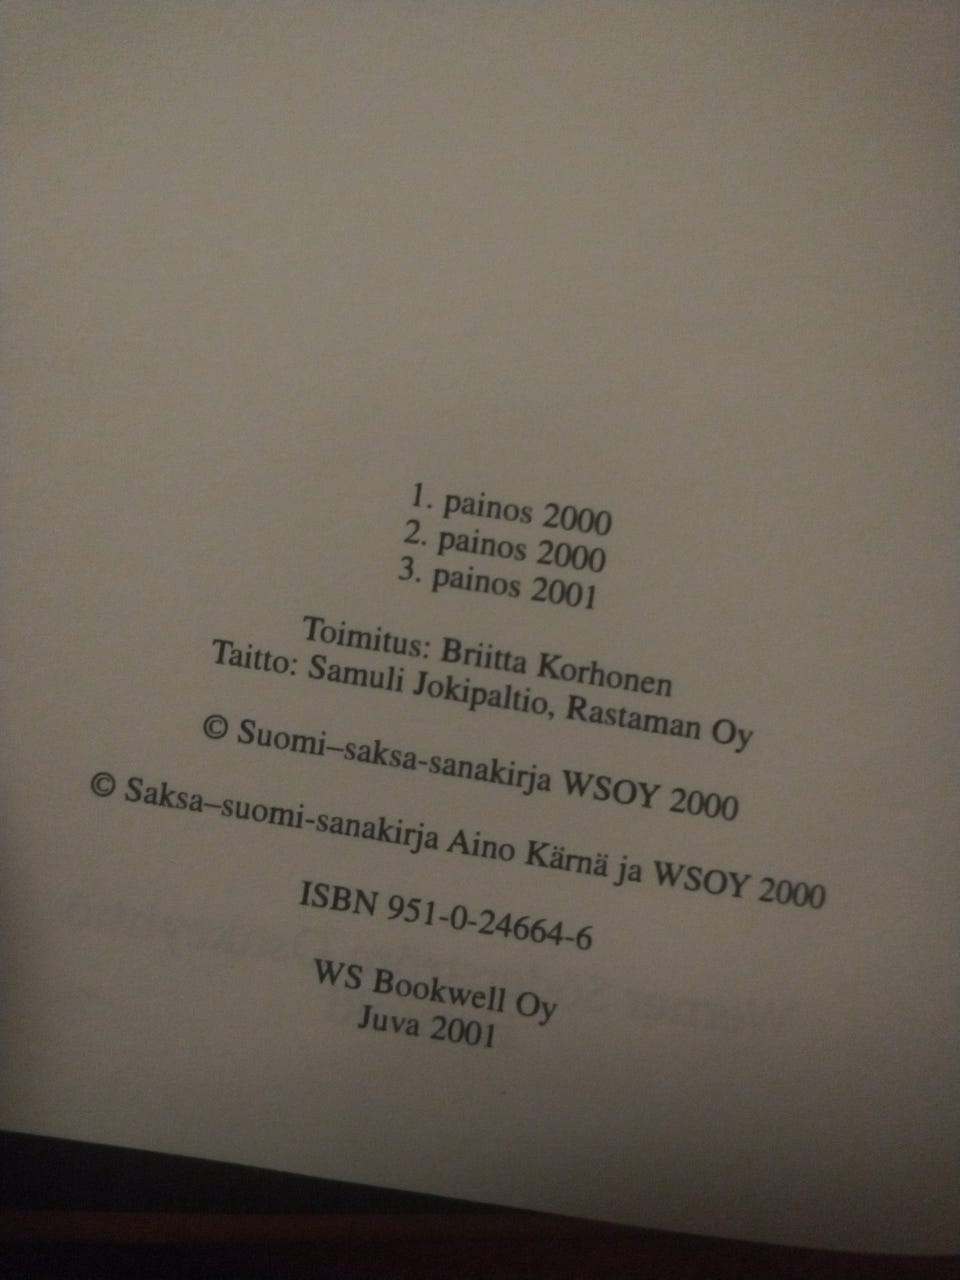 1. painos 2000
2. painos 2000
3. painos 2001
Toimitus: Briitta Korhonen
Taitto: Samuli Jokipaltio, Rastaman Oy
© Suomi–saksa-sanakirja WSOY 2000
© Saksa–suomi-sanakirja Aino Kärnä ja WSOY 2000
ISBN 951-0-24664-6
WS Bookwell Oy
Juva 2001